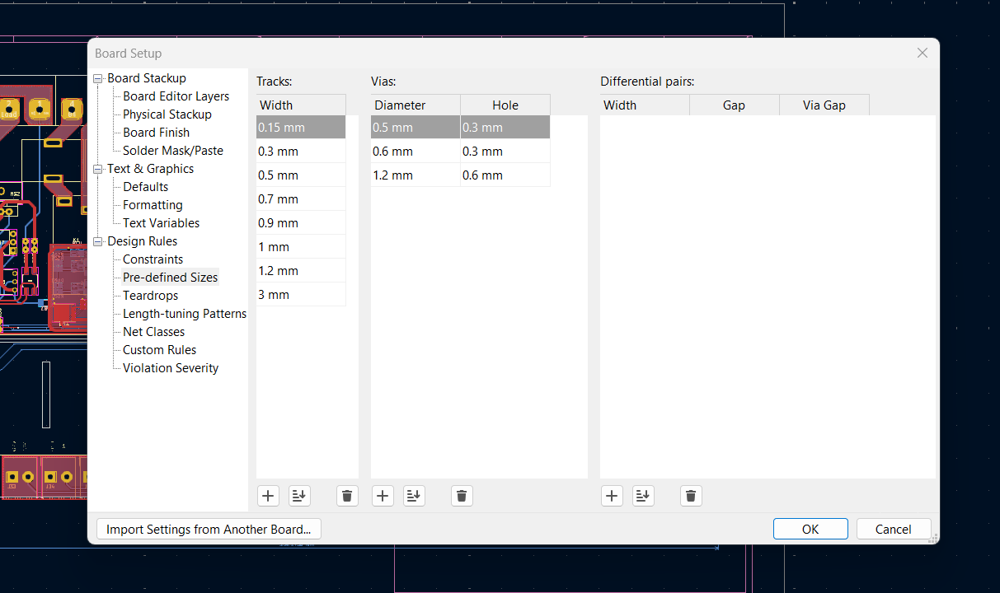 Board Setup
Board Stackup
Board Editor Layers
Physical Stackup
Board Finish
Solder Mask/Paste
Text & Graphics
Defaults
Formatting
Text Variables
Design Rules
Constraints
Pre-defined Sizes
Teardrops
Length-tuning Patterns
Net Classes
Custom Rules
Violation Severity
Tracks:
Width
0.15 mm
0.3 mm
0.5 mm
0.7 mm
0.9 mm
1 mm
1.2 mm
3 mm
Vias:
Diameter Hole
0.5 mm 0.3 mm
0.6 mm 0.3 mm
1.2 mm 0.6 mm
Differential pairs:
Width Gap Via Gap
Import Settings from Another Board...
OK
Cancel